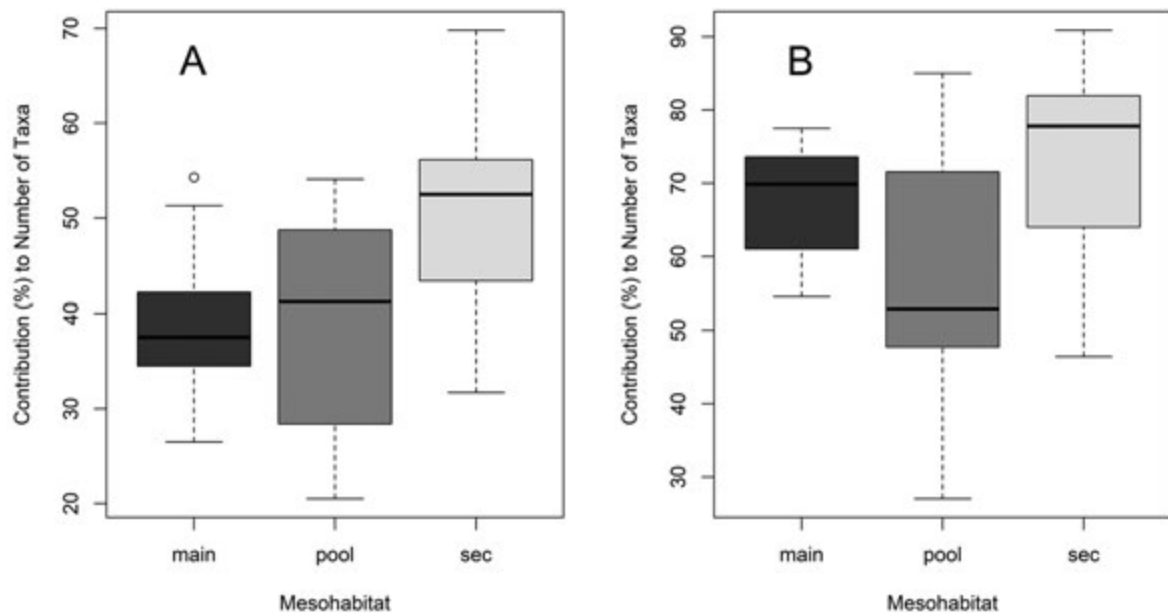 A
Contribution (%) to Number of Taxa
70
60
50
40
30
20
main pool sec
Mesohabitat
B
Contribution (%) to Number of Taxa
90
80
70
60
50
40
30
main pool sec
Mesohabitat